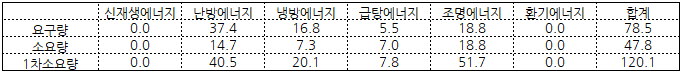 신재생에너지 난방에너지 냉방에너지 급탕에너지 조명에너지 환기에너지 합계
요구량 0.0 37.4 16.8 5.5 18.8 0.0 78.5
소요량 0.0 14.7 7.3 7.0 18.8 0.0 47.8
1차소요량 0.0 40.5 20.1 7.8 51.7 0.0 120.1